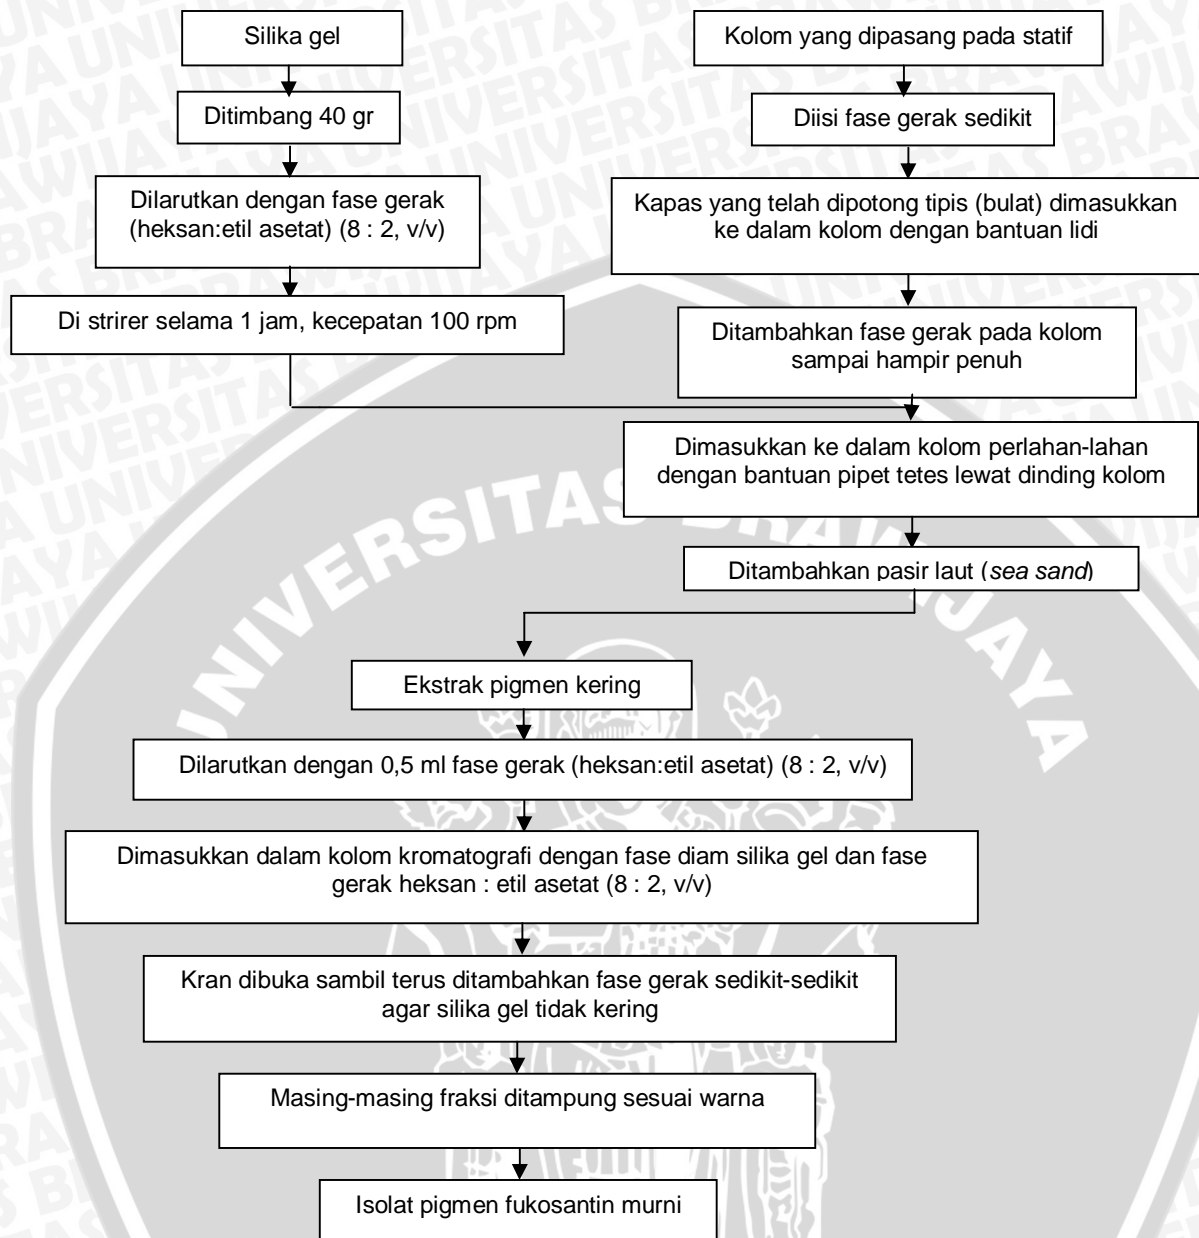 Silika gel
Ditimbang 40 gr
Dilarutkan dengan fase gerak
(heksan:etil asetat) (8 : 2, v/v)
Di strirer selama 1 jam, kecepatan 100 rpm
Kolom yang dipasang pada statif
Diisi fase gerak sedikit
Kapas yang telah dipotong tipis (bulat) dimasukkan
ke dalam kolom dengan bantuan lidi
Ditambahkan fase gerak pada kolom
sampai hampir penuh
Dimasukkan ke dalam kolom perlahan-lahan
dengan bantuan pipet tetes lewat dinding kolom
Ditambahkan pasir laut (sea sand)
Ekstrak pigmen kering
Dilarutkan dengan 0,5 ml fase gerak (heksan:etil asetat) (8 : 2, v/v)
Dimasukkan dalam kolom kromatografi dengan fase diam silika gel dan fase
gerak heksan : etil asetat (8 : 2, v/v)
Kran dibuka sambil terus ditambahkan fase gerak sedikit-sedikit
agar silika gel tidak kering
Masing-masing fraksi ditampung sesuai warna
Isolat pigmen fukosantin murni
UNIVERSITAS BRAWIJAYA